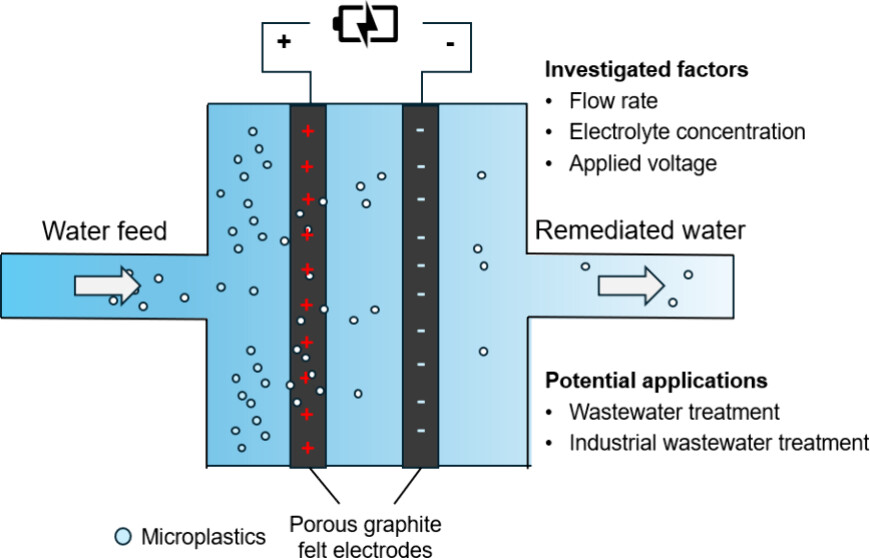 + -
Investigated factors
• Flow rate
• Electrolyte concentration
• Applied voltage
Water feed
Remediated water
Potential applications
• Wastewater treatment
• Industrial wastewater treatment
Microplastics
Porous graphite
felt electrodes